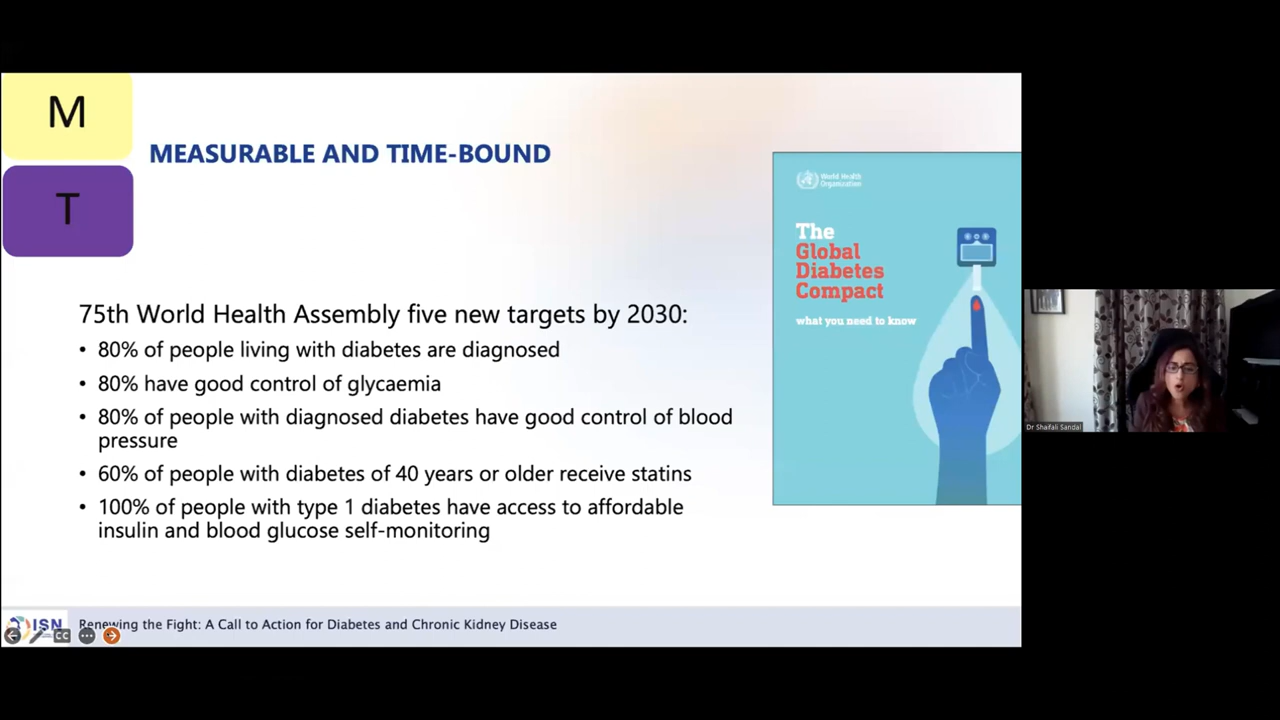 M
T
MEASURABLE AND TIME-BOUND
75th World Health Assembly five new targets by 2030:
• 80% of people living with diabetes are diagnosed
• 80% have good control of glycaemia
• 80% of people with diagnosed diabetes have good control of blood
pressure
• 60% of people with diabetes of 40 years or older receive statins
• 100% of people with type 1 diabetes have access to affordable
insulin and blood glucose self-monitoring
World Health
Organization
The
Global
Diabetes
Compact
what you need to know
Dr Shaifali Sandal
ISN
Renewing the Fight: A Call to Action for Diabetes and Chronic Kidney Disease
CC